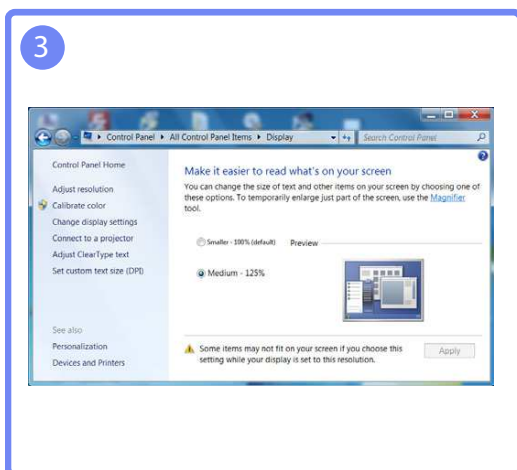 3
Control Panel ▸ All Control Panel Items ▸ Display
Search Control Panel
Control Panel Home
Adjust resolution
Calibrate color
Change display settings
Connect to a projector
Adjust ClearType text
Set custom text size (DPI)
See also
Personalization
Devices and Printers
Make it easier to read what's on your screen
You can change the size of text and other items on your screen by choosing one of
these options. To temporarily enlarge just part of the screen, use the Magnifier
tool.
Smaller - 100% (default)
Preview
Medium - 125%
Some items may not fit on your screen if you choose this
setting while your display is set to this resolution.
Apply